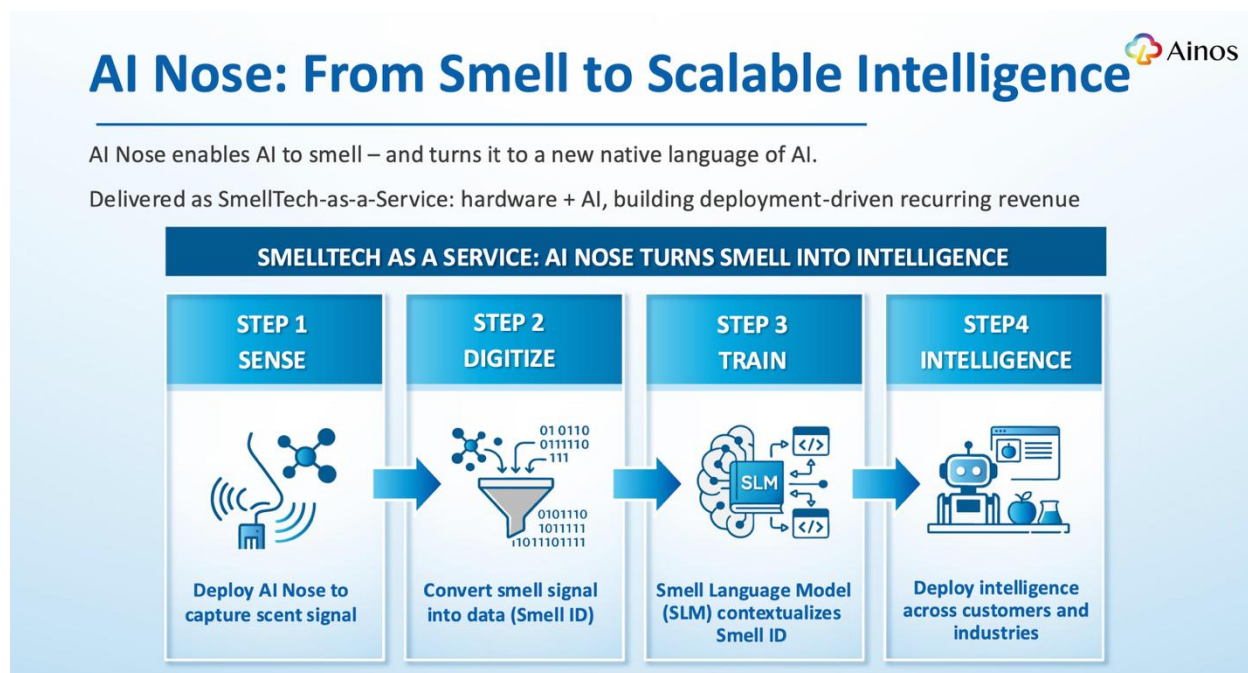 AI Nose: From Smell to Scalable Intelligence
Ainos
AI Nose enables AI to smell – and turns it to a new native language of AI.
Delivered as SmellTech-as-a-Service: hardware + AI, building deployment-driven recurring revenue
SMELLTECH AS A SERVICE: AI NOSE TURNS SMELL INTO INTELLIGENCE
STEP 1
SENSE
Deploy AI Nose to
capture scent signal
STEP 2
DIGITIZE
01 0110
0111110
111
0101110
1011111
11011101111
Convert smell signal
into data (Smell ID)
STEP 3
TRAIN
</>
SLM
</>
Smell Language Model
(SLM) contextualizes
Smell ID
STEP4
INTELLIGENCE
Deploy intelligence
across customers and
industries